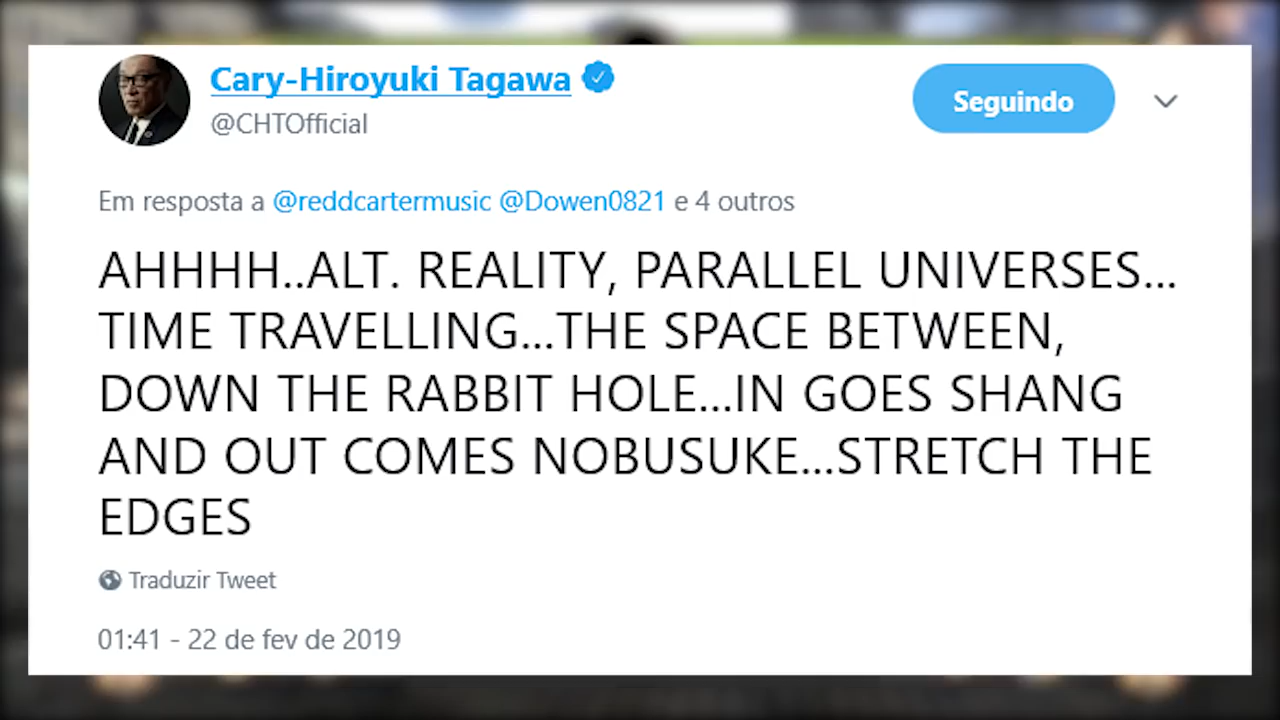 Cary-Hiroyuki Tagawa
@CHTOfficial
Seguindo
Em resposta a @reddcartermusic @Dowen0821 e 4 outros
AHHHH..ALT. REALITY, PARALLEL UNIVERSES...
TIME TRAVELLING...THE SPACE BETWEEN,
DOWN THE RABBIT HOLE...IN GOES SHANG
AND OUT COMES NOBUSUKE...STRETCH THE
EDGES
Traduzir Tweet
01:41 - 22 de fev de 2019